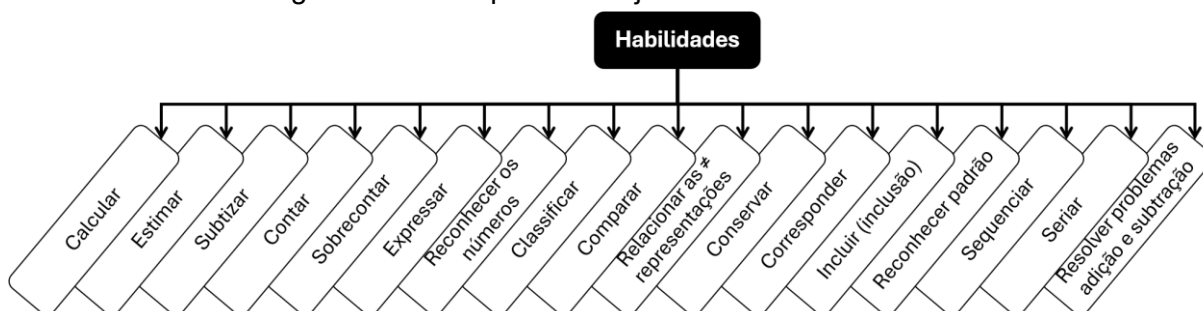 Habilidades
Calcular
Estimar
Subtizar
Contar
Sobrecontar
Expressar
Reconhecer os
números
Classificar
Comparar
Relacionar as ≠
representações
Conservar
Corresponder
Incluir (inclusão)
Reconhecer padrão
Sequenciar
Seriar
Resolver problemas
adição e subtração